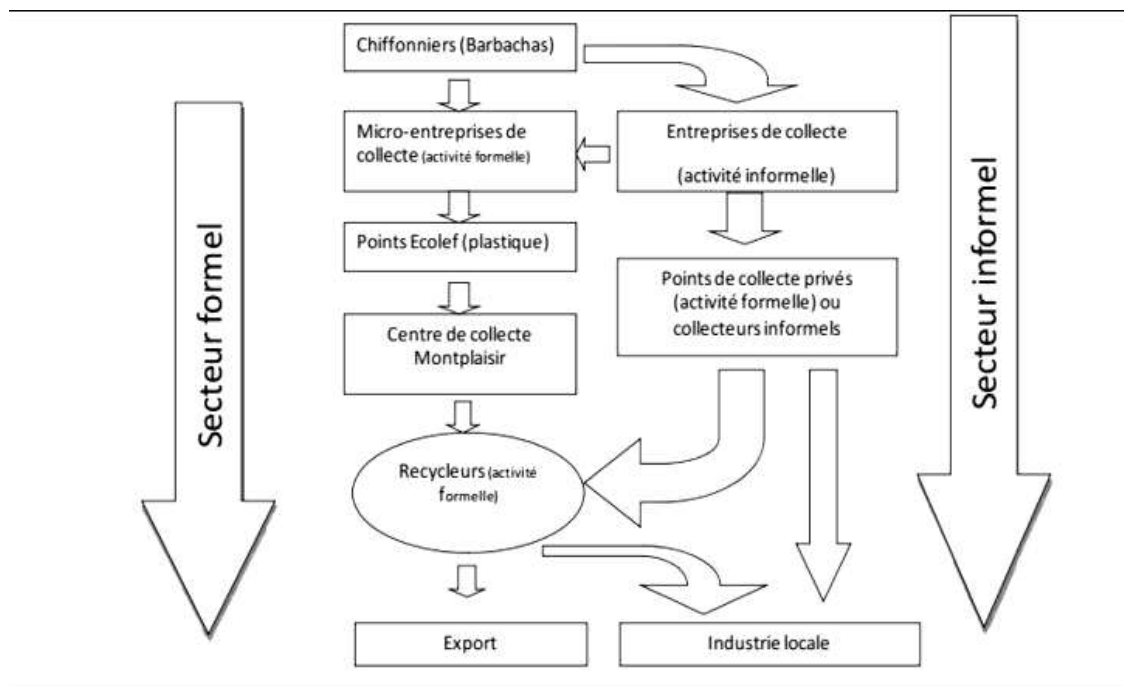 Chiffonniers (Barbachas)
Micro-entreprises de
collecte (activité formelle)
Entreprises de collecte
(activité informelle)
Points Ecolef (plastique)
Points de collecte privés
(activité formelle) ou
collecteurs informels
Centre de collecte
Montplaisir
Recycleurs (activité
formelle)
Export
Industrie locale
Secteur formel
Secteur informel